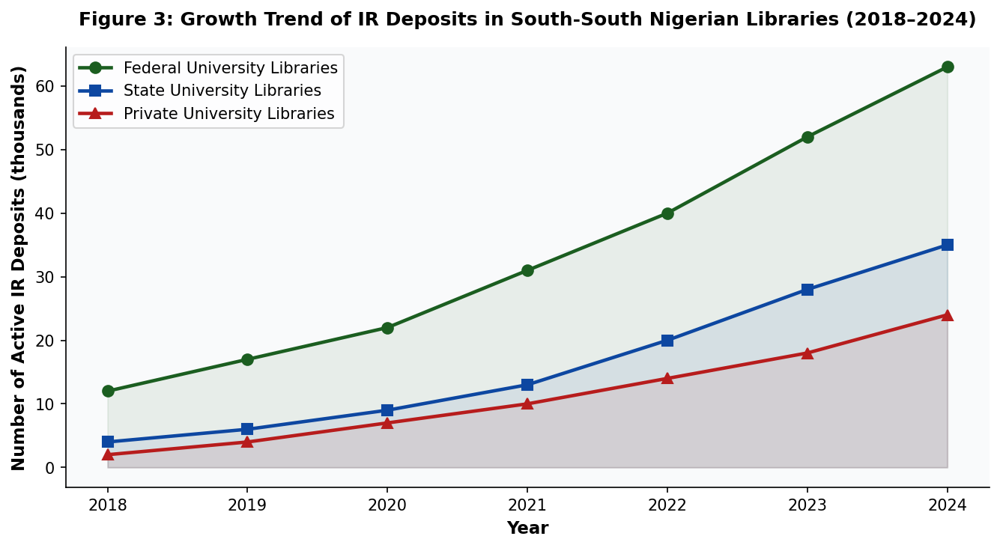 Figure 3: Growth Trend of IR Deposits in South-South Nigerian Libraries (2018–2024)
Federal University Libraries
State University Libraries
Private University Libraries
Number of Active IR Deposits (thousands)
60
50
40
30
20
10
0
2018 2019 2020 2021 2022 2023 2024
Year